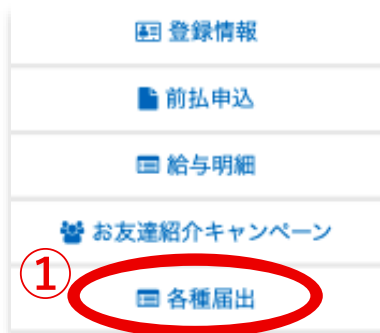 登録情報
前払申込
給与明細
お友達紹介キャンペーン
① 各種届出